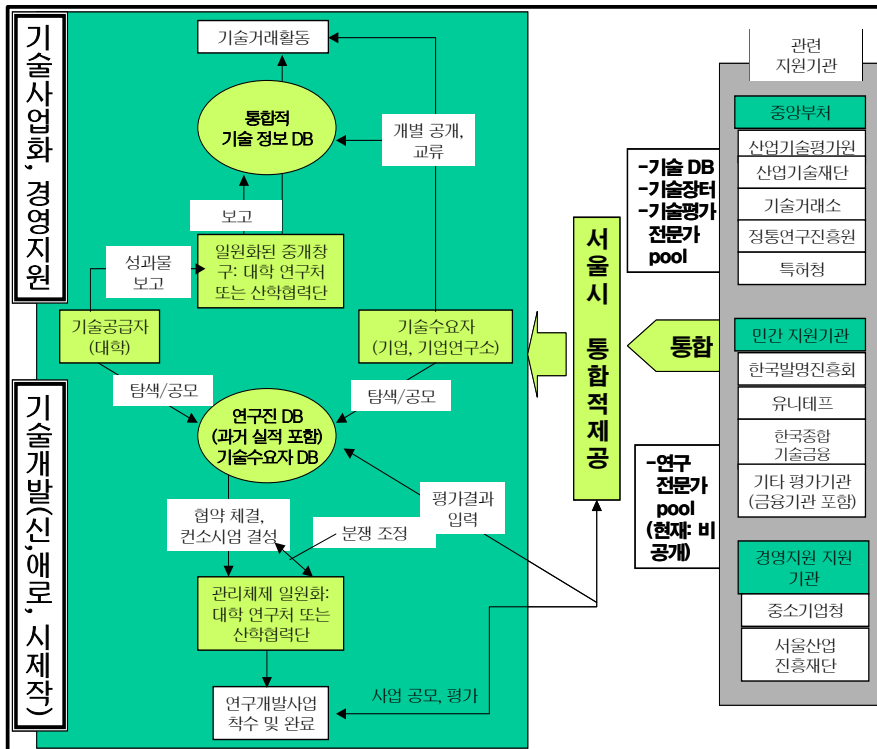 기술사업화, 경영지원
기술개발(신,애로, 시제작)
기술거래활동
통합적
기술 정보 DB
개별 공개,
교류
보고
성과물
보고
일원화된 중개창
구: 대학 연구처
또는 산학협력단
기술공급자
(대학)
기술수요자
(기업, 기업연구소)
탐색/공모
탐색/공모
연구진 DB
(과거 실적 포함)
기술수요자 DB
협약 체결,
컨소시엄 결성
분쟁 조정
평가결과
입력
관리체제 일원화:
대학 연구처 또는
산학협력단
연구개발사업
착수 및 완료
사업 공모, 평가
서울시 통합적제공
-기술 DB
-기술장터
-기술평가
전문가
pool
통합
-연구
전문가
pool
(현재: 비
공개)
관련
지원기관
중앙부처
산업기술평가원
산업기술재단
기술거래소
정통연구진흥원
특허청
민간 지원기관
한국발명진흥회
유니테프
한국종합
기술금융
기타 평가기관
(금융기관 포함)
경영지원 지원
기관
중소기업청
서울산업
진흥재단